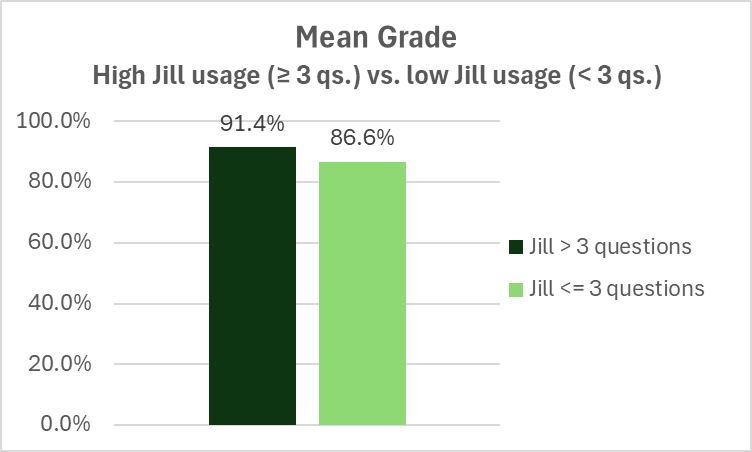 Mean Grade
High Jill usage (≥ 3 qs.) vs. low Jill usage (< 3 qs.)
100.0%
91.4%
86.6%
80.0%
60.0%
Jill > 3 questions
Jill <= 3 questions
40.0%
20.0%
0.0%